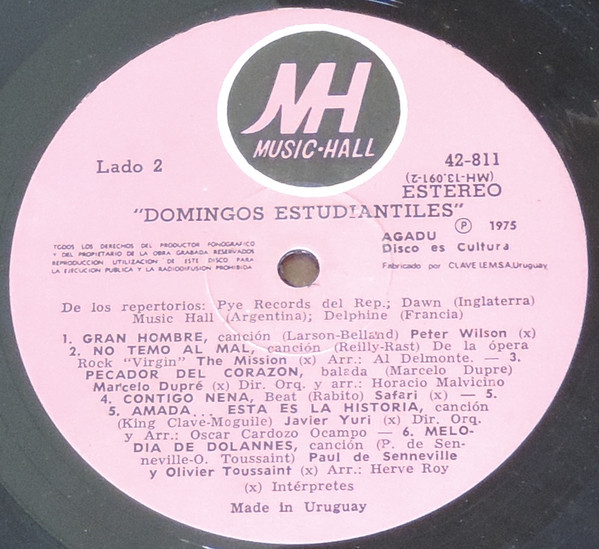 MH
MUSIC·HALL
Lado 2
42-811
(MH-13.091-2)
ESTEREO
"DOMINGOS ESTUDIANTILES"
TODOS LOS DERECHOS DEL PRODUCTOR FONOGRAFICO
Y DEL PROPIETARIO DE LA OBRA GRABADA RESERVADOS
REPRODUCCION UTILIZACION DE ESTE DISCO PARA
LA EJECUCION PUBLICA Y LA RADIODIFUSION PROHIBIDA
Ⓟ 1975
AGADU
Disco es Cultura
Fabricado por CLAVE I.E.M.S.A. Uruguay
De los repertorios: Pye Records del Rep.; Dawn (Inglaterra)
Music Hall (Argentina); Delphine (Francia)
1. GRAN HOMBRE, canción (Larson-Belland) Peter Wilson (x)
2. NO TEMO AL MAL, canción (Reilly-Rast) De la ópera
Rock "Virgin" The Mission (x) Arr.: Al Delmonte. — 3.
PECADOR DEL CORAZON, balada (Marcelo Dupre)
Marcelo Dupré (x) Dir. Orq. y arr.: Horacio Malvicino
4. CONTIGO NENA, Beat (Rabito) Safari (x) — 5.
5. AMADA... ESTA ES LA HISTORIA, canción
(King Clave-Moguile) Javier Yuri (x) Dir. Orq.
y Arr.: Oscar Cardozo Ocampo — 6. MELO-
DIA DE DOLANNES, canción (P. de Sen-
neville-O. Toussaint) Paul de Senneville
y Olivier Toussaint (x) Arr.: Herve Roy
(x) Intérpretes
Made in Uruguay